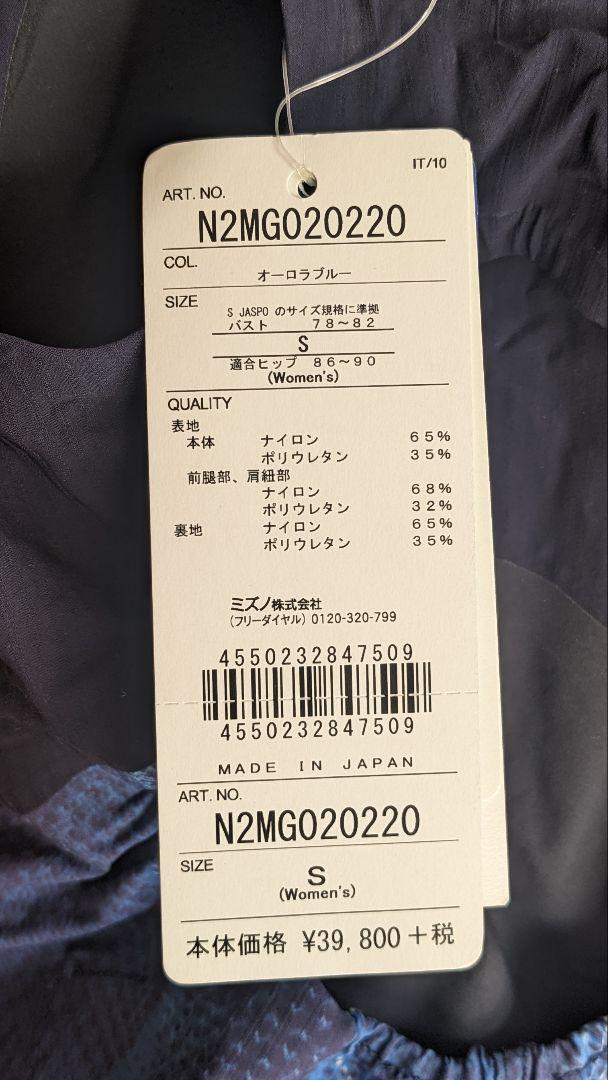 IT/10
ART. NO.
N2MG020220
COL.
オーロラブルー
SIZE
S JASPO のサイズ規格に準拠
バスト 78～82
S
適合ヒップ 86～90
(Women's)
QUALITY
表地
本体 ナイロン 65%
ポリウレタン 35%
前腿部、肩紐部
ナイロン 68%
ポリウレタン 32%
裏地 ナイロン 65%
ポリウレタン 35%
ミズノ株式会社
(フリーダイヤル) 0120-320-799
4550232847509
4550232847509
MADE IN JAPAN
ART. NO.
N2MG020220
SIZE
S
(Women's)
本体価格 ¥39,800＋税